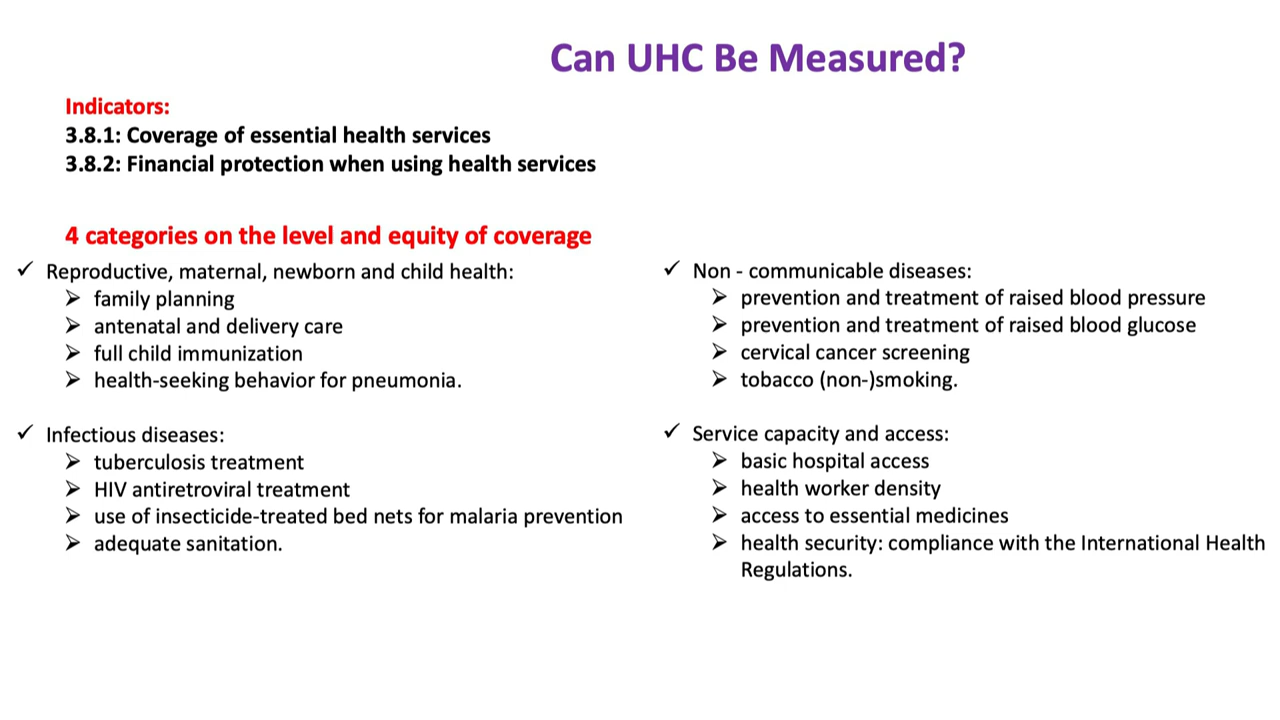 Can UHC Be Measured?
Indicators:
3.8.1: Coverage of essential health services
3.8.2: Financial protection when using health services
4 categories on the level and equity of coverage
✓ Reproductive, maternal, newborn and child health:
➢ family planning
➢ antenatal and delivery care
➢ full child immunization
➢ health-seeking behavior for pneumonia.
✓ Infectious diseases:
➢ tuberculosis treatment
➢ HIV antiretroviral treatment
➢ use of insecticide-treated bed nets for malaria prevention
➢ adequate sanitation.
✓ Non - communicable diseases:
➢ prevention and treatment of raised blood pressure
➢ prevention and treatment of raised blood glucose
➢ cervical cancer screening
➢ tobacco (non-)smoking.
✓ Service capacity and access:
➢ basic hospital access
➢ health worker density
➢ access to essential medicines
➢ health security: compliance with the International Health
Regulations.